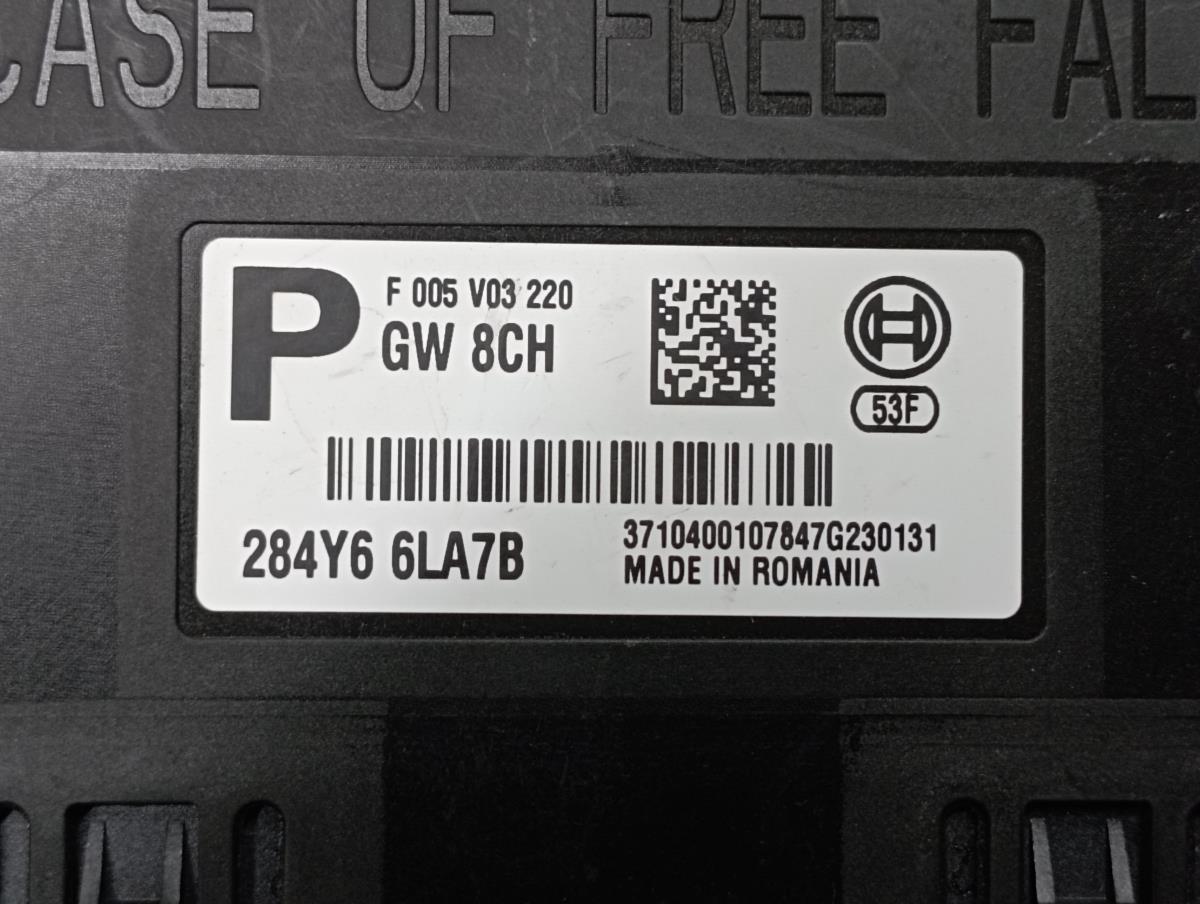 CASE OF FREE FAL
P
F 005 V03 220
GW 8CH
53F
284Y6 6LA7B
3710400107847G230131
MADE IN ROMANIA